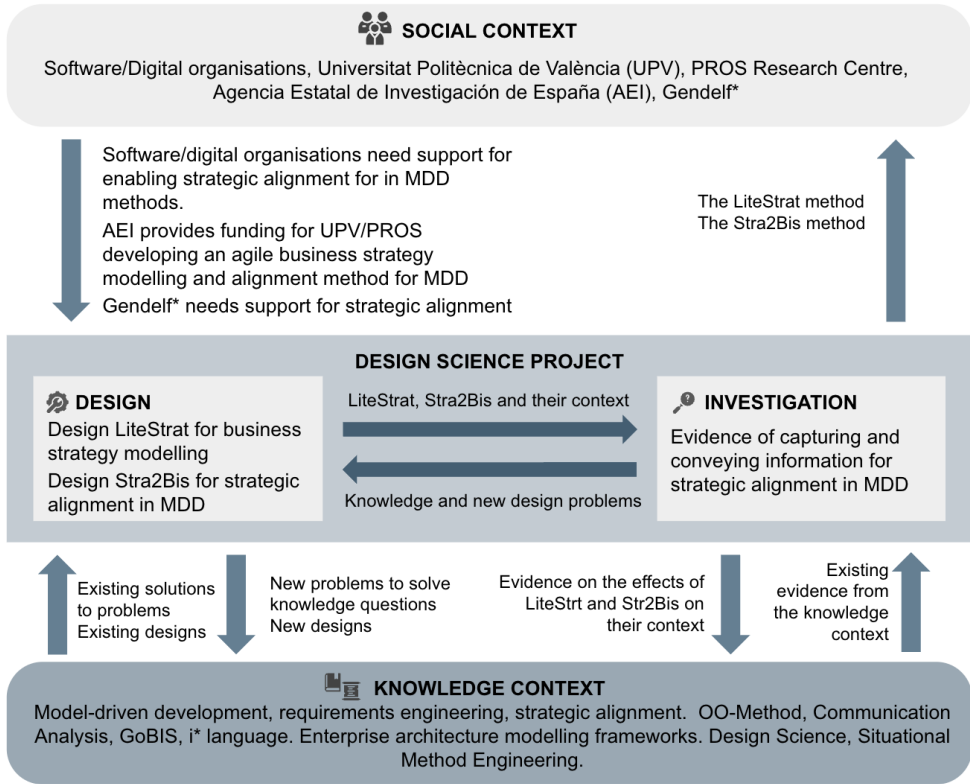 SOCIAL CONTEXT
Software/Digital organisations, Universitat Politècnica de València (UPV), PROS Research Centre,
Agencia Estatal de Investigación de España (AEI), Gendelf*
Software/digital organisations need support for
enabling strategic alignment for in MDD
methods.
AEI provides funding for UPV/PROS
developing an agile business strategy
modelling and alignment method for MDD
Gendelf* needs support for strategic alignment
The LiteStrat method
The Stra2Bis method
DESIGN SCIENCE PROJECT
DESIGN
Design LiteStrat for business
strategy modelling
Design Stra2Bis for strategic
alignment in MDD
LiteStrat, Stra2Bis and their context
Knowledge and new design problems
INVESTIGATION
Evidence of capturing and
conveying information for
strategic alignment in MDD
Existing solutions
to problems
Existing designs
New problems to solve
knowledge questions
New designs
Evidence on the effects of
LiteStrt and Str2Bis on
their context
Existing
evidence from
the knowledge
context
KNOWLEDGE CONTEXT
Model-driven development, requirements engineering, strategic alignment. OO-Method, Communication
Analysis, GoBIS, i* language. Enterprise architecture modelling frameworks. Design Science, Situational
Method Engineering.